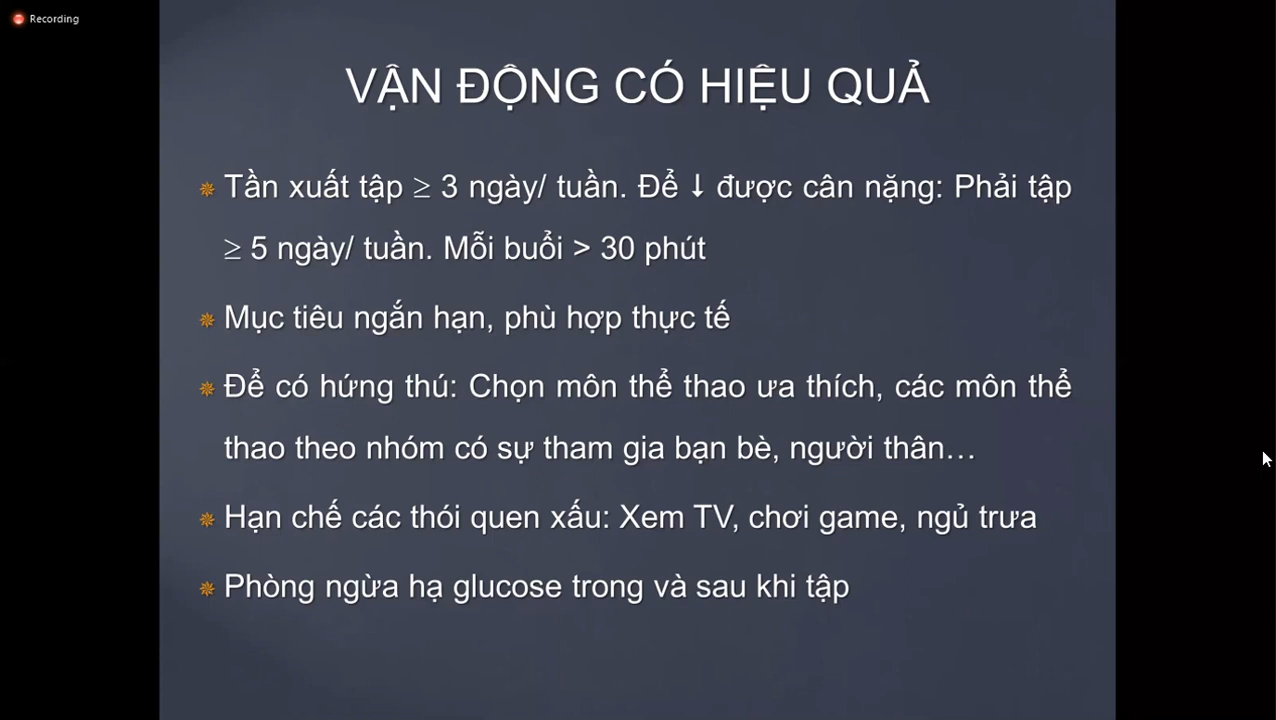 Recording
VẬN ĐỘNG CÓ HIỆU QUẢ
Tần xuất tập ≥ 3 ngày/ tuần. Để ↓ được cân nặng: Phải tập
≥ 5 ngày/ tuần. Mỗi buổi > 30 phút
Mục tiêu ngắn hạn, phù hợp thực tế
Để có hứng thú: Chọn môn thể thao ưa thích, các môn thể
thao theo nhóm có sự tham gia bạn bè, người thân…
Hạn chế các thói quen xấu: Xem TV, chơi game, ngủ trưa
Phòng ngừa hạ glucose trong và sau khi tập